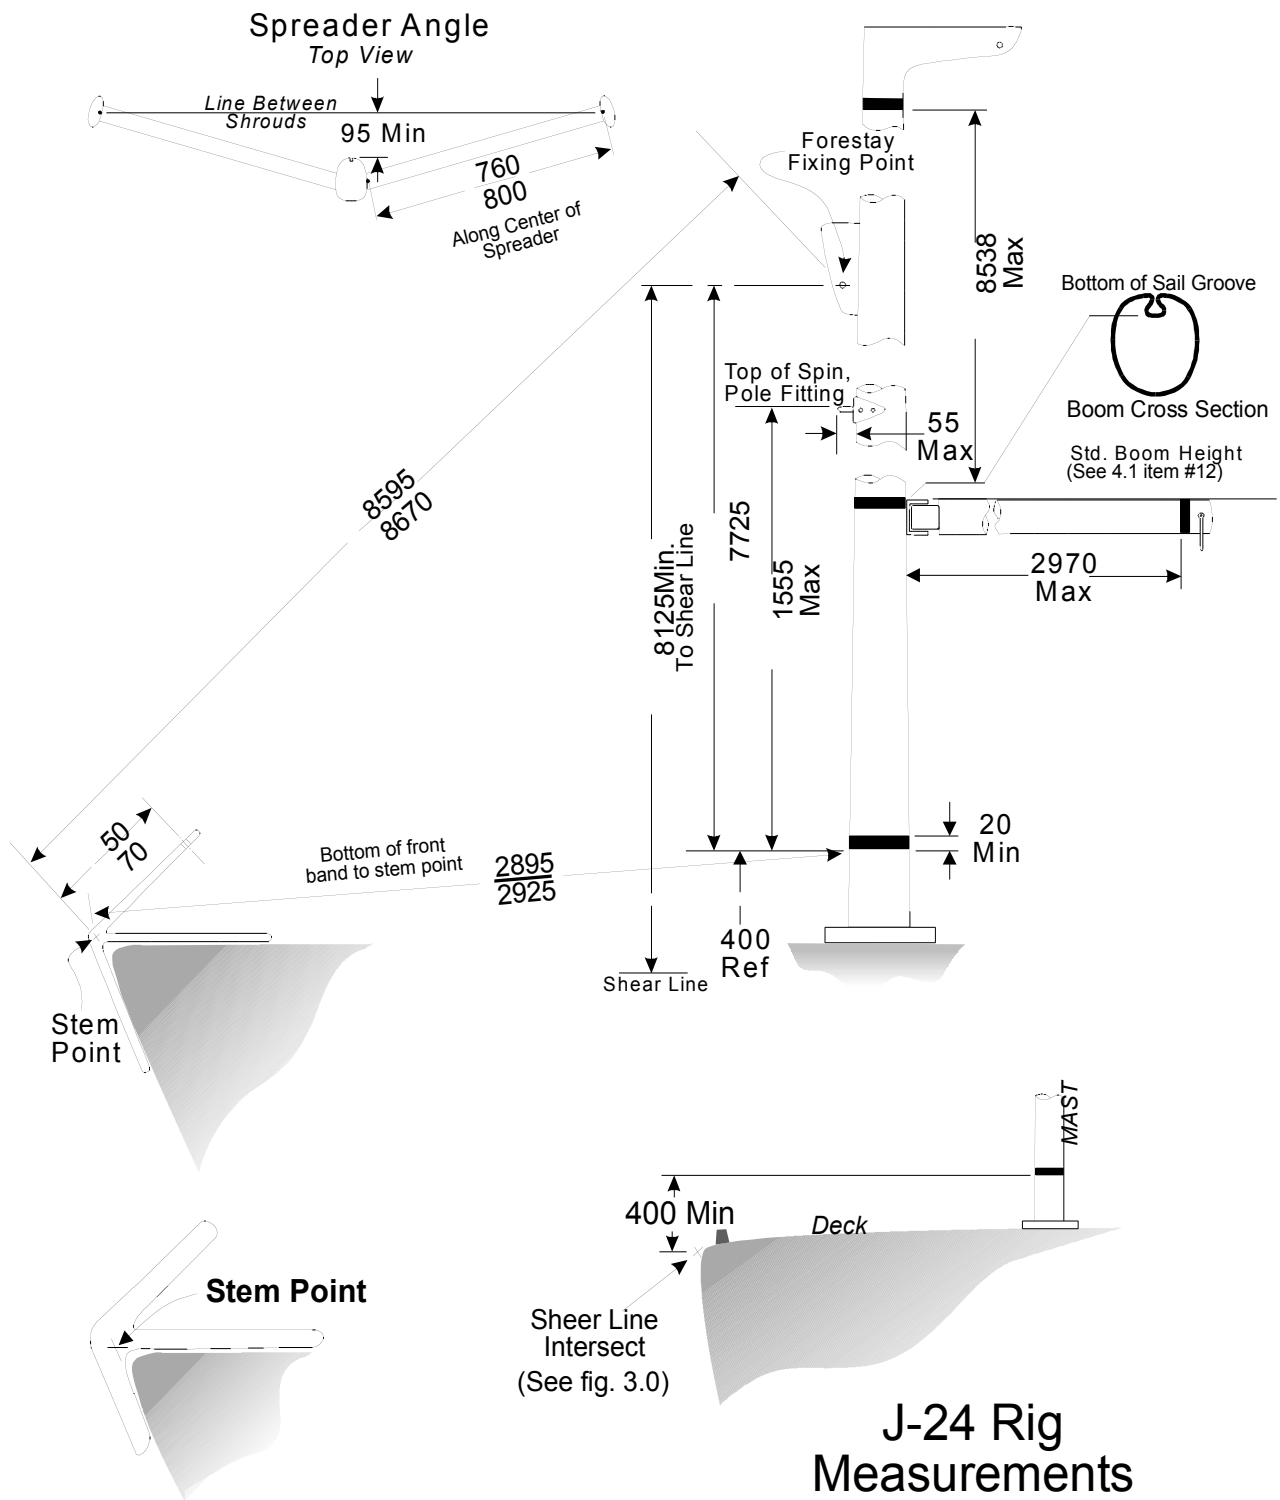 Spreader Angle
Top View
Line Between
Shrouds
95 Min
760
800
Along Center of
Spreader
Forestay
Fixing Point
8538
Max
Bottom of Sail Groove
Boom Cross Section
Std. Boom Height
(See 4.1 item #12)
Top of Spin,
Pole Fitting
55
Max
8595
8670
8125Min.
To Shear Line
7725
1555
Max
2970
Max
50
70
Bottom of front
band to stem point
2895
2925
20
Min
400
Ref
Shear Line
Stem
Point
MAST
400 Min
Deck
Stem Point
Sheer Line
Intersect
(See fig. 3.0)
J-24 Rig
Measurements